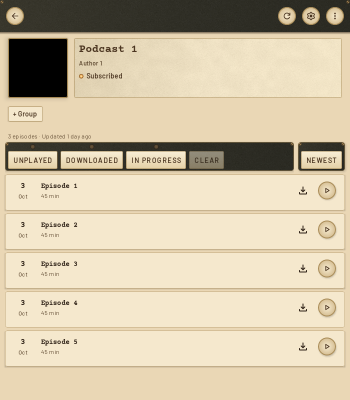 Podcast 1
Author 1
Subscribed
+ Group
3 episodes · Updated 1 day ago
UNPLAYED DOWNLOADED IN PROGRESS CLEAR NEWEST
3 Episode 1
Oct 45 min
3 Episode 2
Oct 45 min
3 Episode 3
Oct 45 min
3 Episode 4
Oct 45 min
3 Episode 5
Oct 45 min